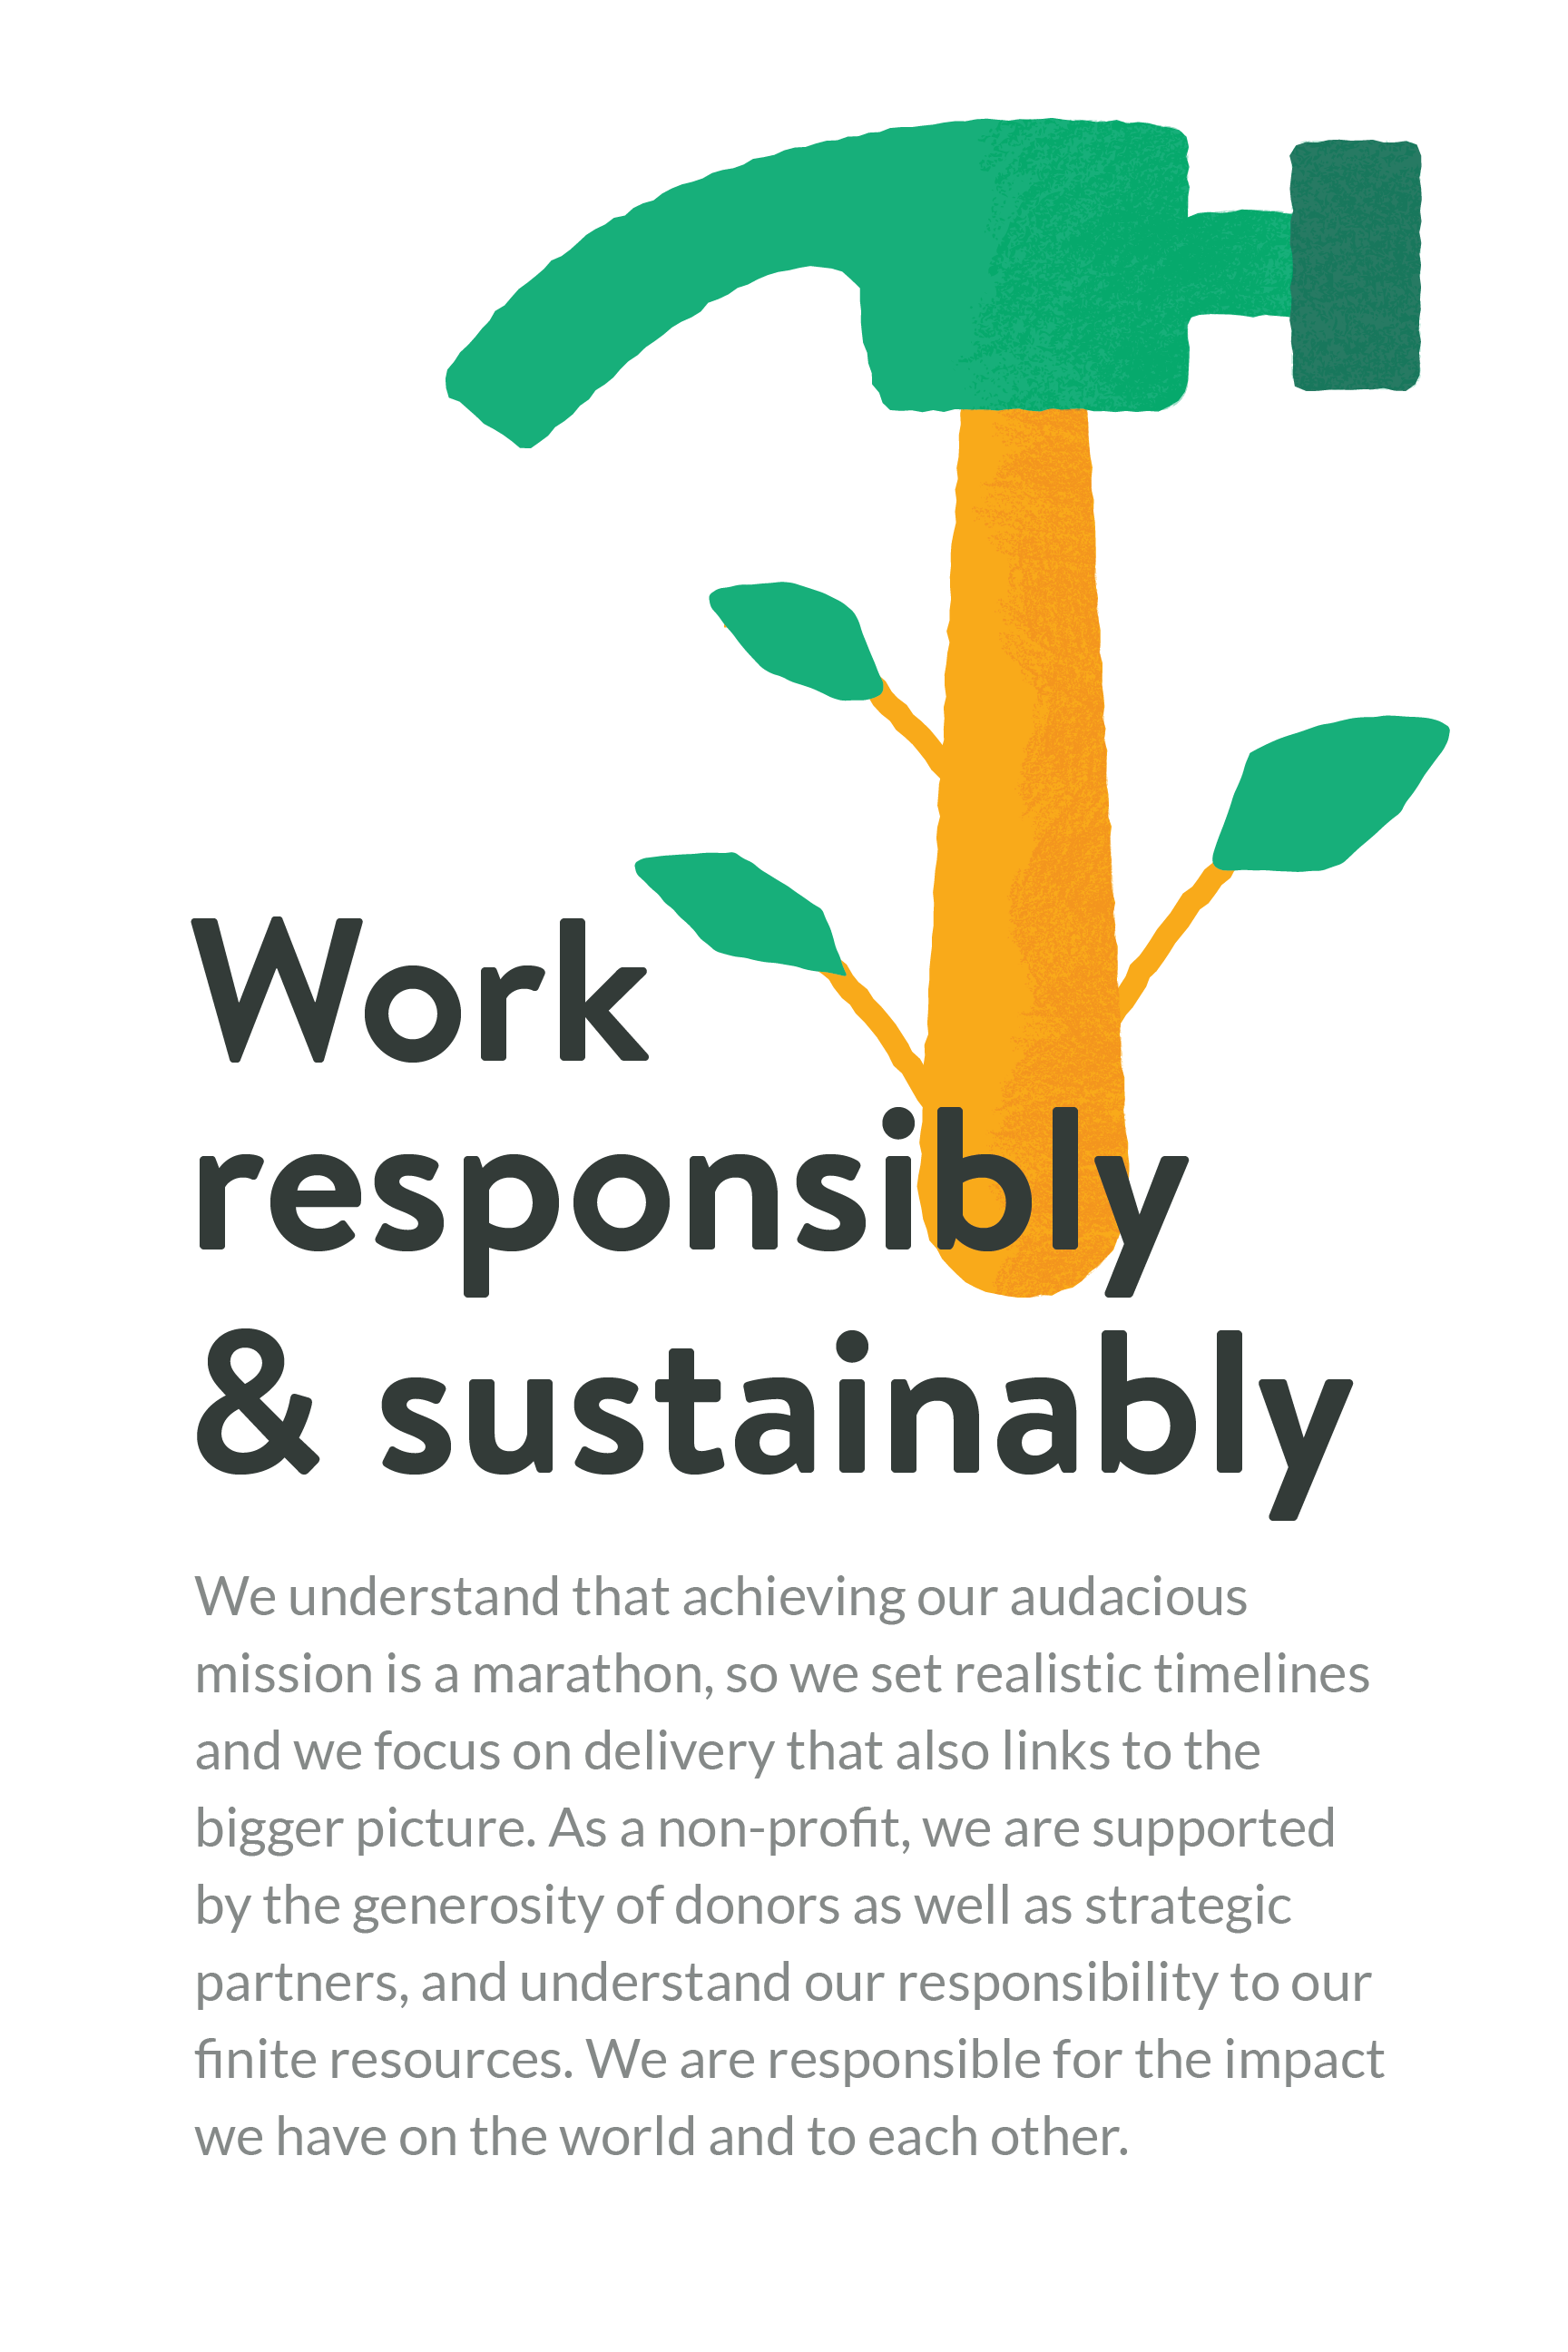 Work
responsibly
& sustainably
We understand that achieving our audacious
mission is a marathon, so we set realistic timelines
and we focus on delivery that also links to the
bigger picture. As a non-profit, we are supported
by the generosity of donors as well as strategic
partners, and understand our responsibility to our
finite resources. We are responsible for the impact
we have on the world and to each other.